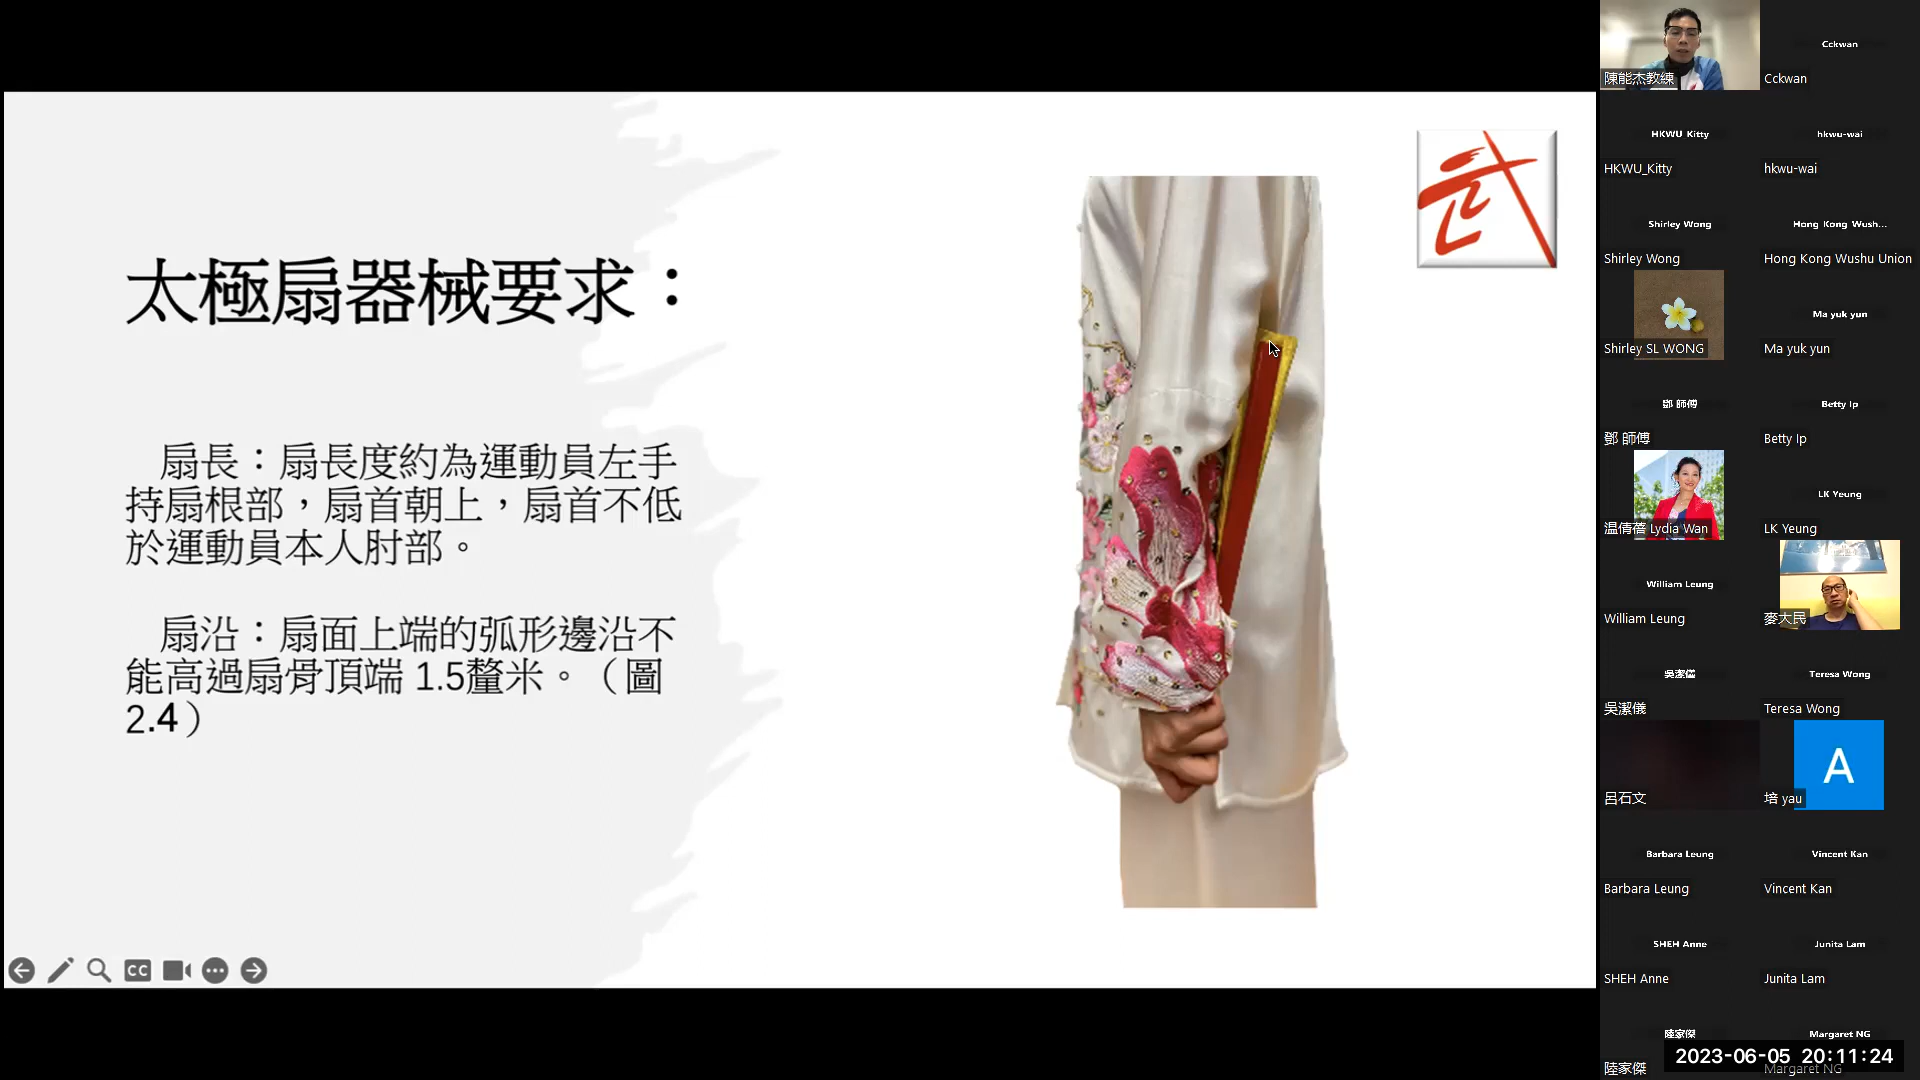 太極扇器械要求：
扇長：扇長度約為運動員左手
持扇根部，扇首朝上，扇首不低
於運動員本人肘部。
扇沿：扇面上端的弧形邊沿不
能高過扇骨頂端 1.5釐米。（圖
2.4）
CC
陳能杰教練
Cckwan
Cckwan
HKWU_Kitty
HKWU_Kitty
hkwu-wai
hkwu-wai
Shirley Wong
Shirley Wong
Hong Kong Wush...
Hong Kong Wushu Union
Shirley SL WONG
Ma yuk yun
Ma yuk yun
鄧 師傅
鄧 師傅
Betty Ip
Betty Ip
温倩蓓 Lydia Wan
LK Yeung
LK Yeung
William Leung
William Leung
麥大民
吳潔儀
吳潔儀
Teresa Wong
Teresa Wong
呂石文
A
培 yau
Barbara Leung
Barbara Leung
Vincent Kan
Vincent Kan
SHEH Anne
SHEH Anne
Junita Lam
Junita Lam
陸家傑
陸家傑
Margaret NG
Margaret NG
2023-06-05 20:11:24